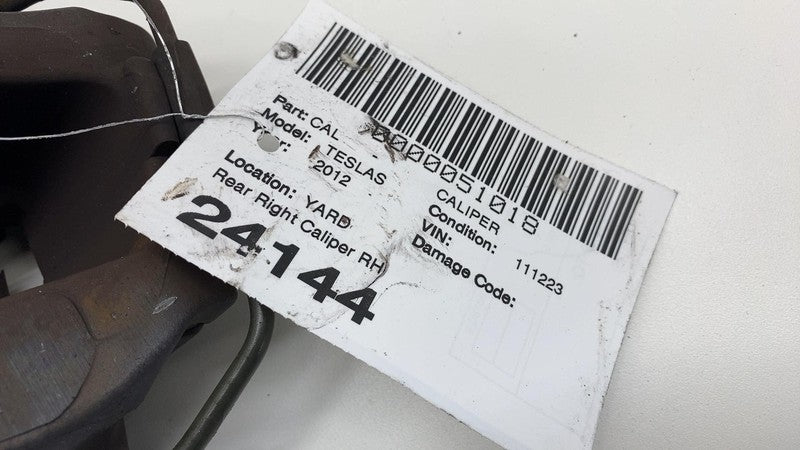 0000051018
Part: CAL CALIPER
Model: TESLAS Condition:
Year: 2012 VIN: 111223
Location: YARD Damage Code:
Rear Right Caliper RH
24144